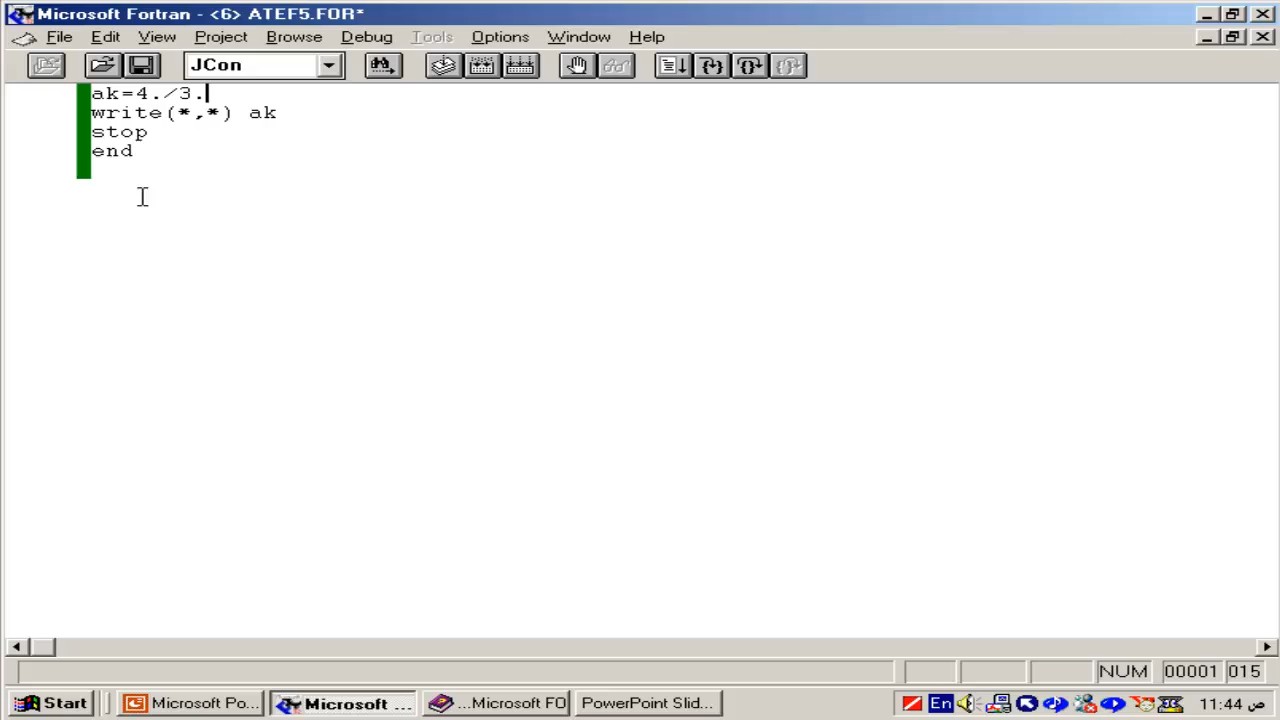 Microsoft Fortran - <6> ATEF5.FOR*
File Edit View Project Browse Debug Tools Options Window Help
JCon
ak=4./3.
write(*,*) ak
stop
end
NUM 00001 015
Start Microsoft Po... Microsoft ... ...Microsoft FO PowerPoint Slid... En 11:44 ص